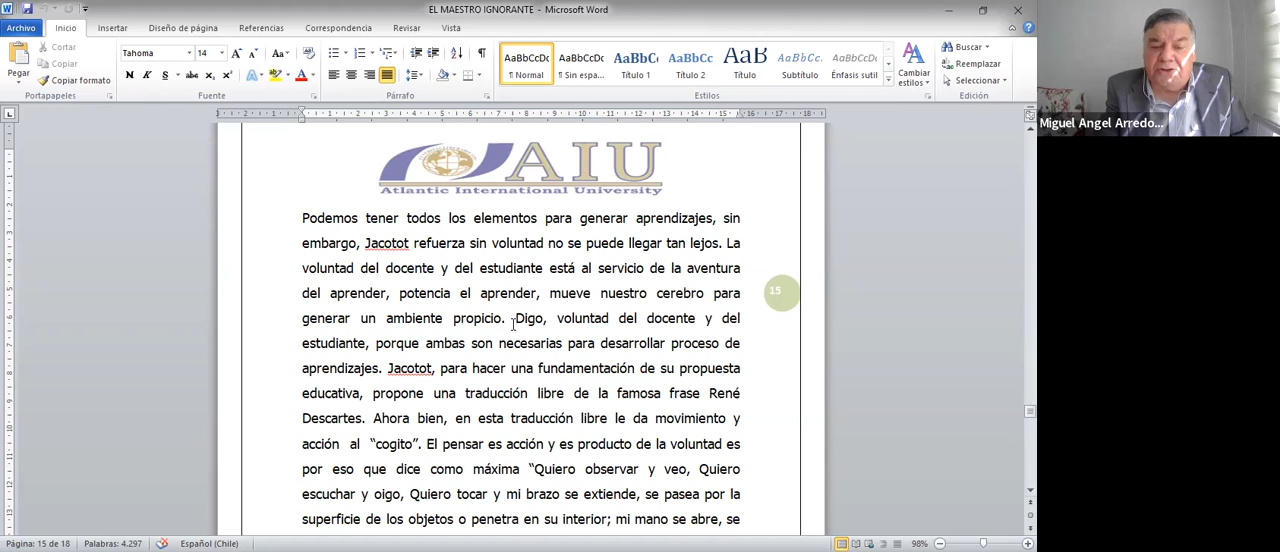 EL MAESTRO IGNORANTE - Microsoft Word
Archivo Inicio Insertar Diseño de página Referencias Correspondencia Revisar Vista
Pegar
Cortar
Copiar
Copiar formato
Portapapeles
Tahoma 14
Fuente
Párrafo
AaBbCcDc AaBbCcDc AaBbC AaBbCc AaB AaBbCc. AaBbCcDc
¶ Normal ¶ Sin espa... Título 1 Título 2 Título Subtítulo Énfasis sutil
Cambiar estilos
Estilos
Buscar
Reemplazar
Seleccionar
Edición
Miguel Angel Arredo...
AIU
Atlantic International University
Podemos tener todos los elementos para generar aprendizajes, sin
embargo, Jacotot refuerza sin voluntad no se puede llegar tan lejos. La
voluntad del docente y del estudiante está al servicio de la aventura
del aprender, potencia el aprender, mueve nuestro cerebro para
generar un ambiente propicio. Digo, voluntad del docente y del
estudiante, porque ambas son necesarias para desarrollar proceso de
aprendizajes. Jacotot, para hacer una fundamentación de su propuesta
educativa, propone una traducción libre de la famosa frase René
Descartes. Ahora bien, en esta traducción libre le da movimiento y
acción al “cogito”. El pensar es acción y es producto de la voluntad es
por eso que dice como máxima “Quiero observar y veo, Quiero
escuchar y oigo, Quiero tocar y mi brazo se extiende, se pasea por la
superficie de los objetos o penetra en su interior; mi mano se abre, se
15
Página: 15 de 18 Palabras: 4.297 Español (Chile) 98%